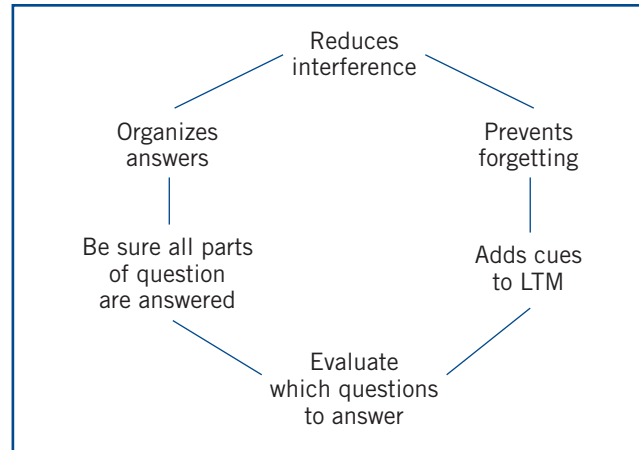 Reduces
interference
Organizes
answers
Prevents
forgetting
Be sure all parts
of question
are answered
Adds cues
to LTM
Evaluate
which questions
to answer